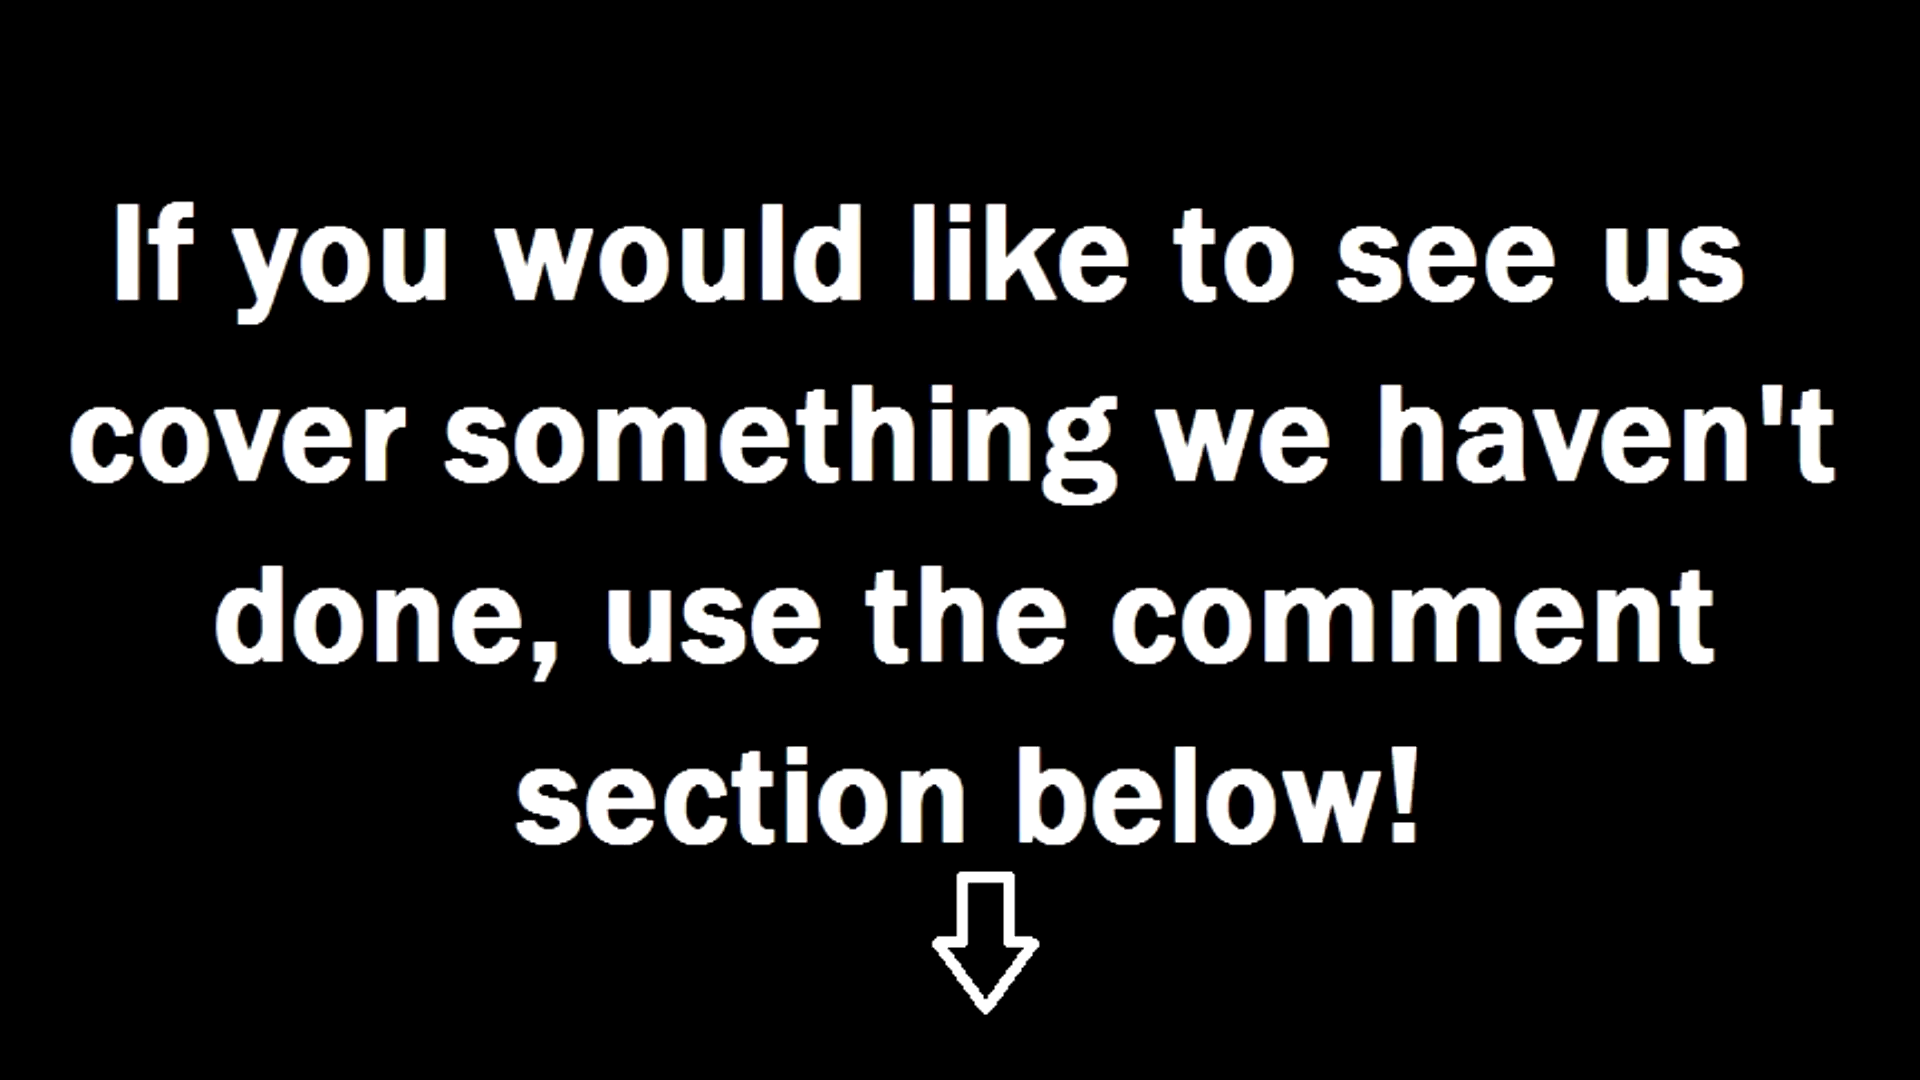 If you would like to see us
cover something we haven't
done, use the comment
section below!